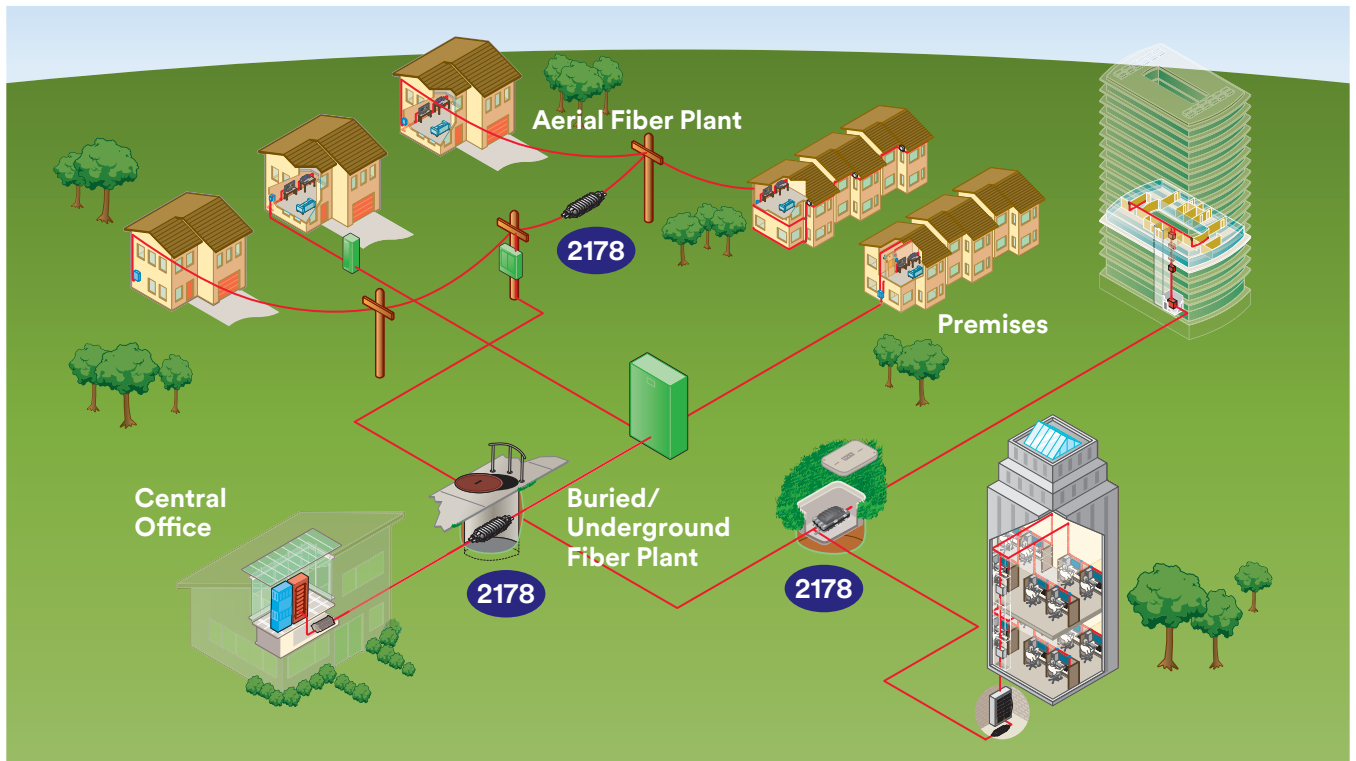 Aerial Fiber Plant
2178
Premises
Central
Office
Buried/
Underground
Fiber Plant
2178
2178